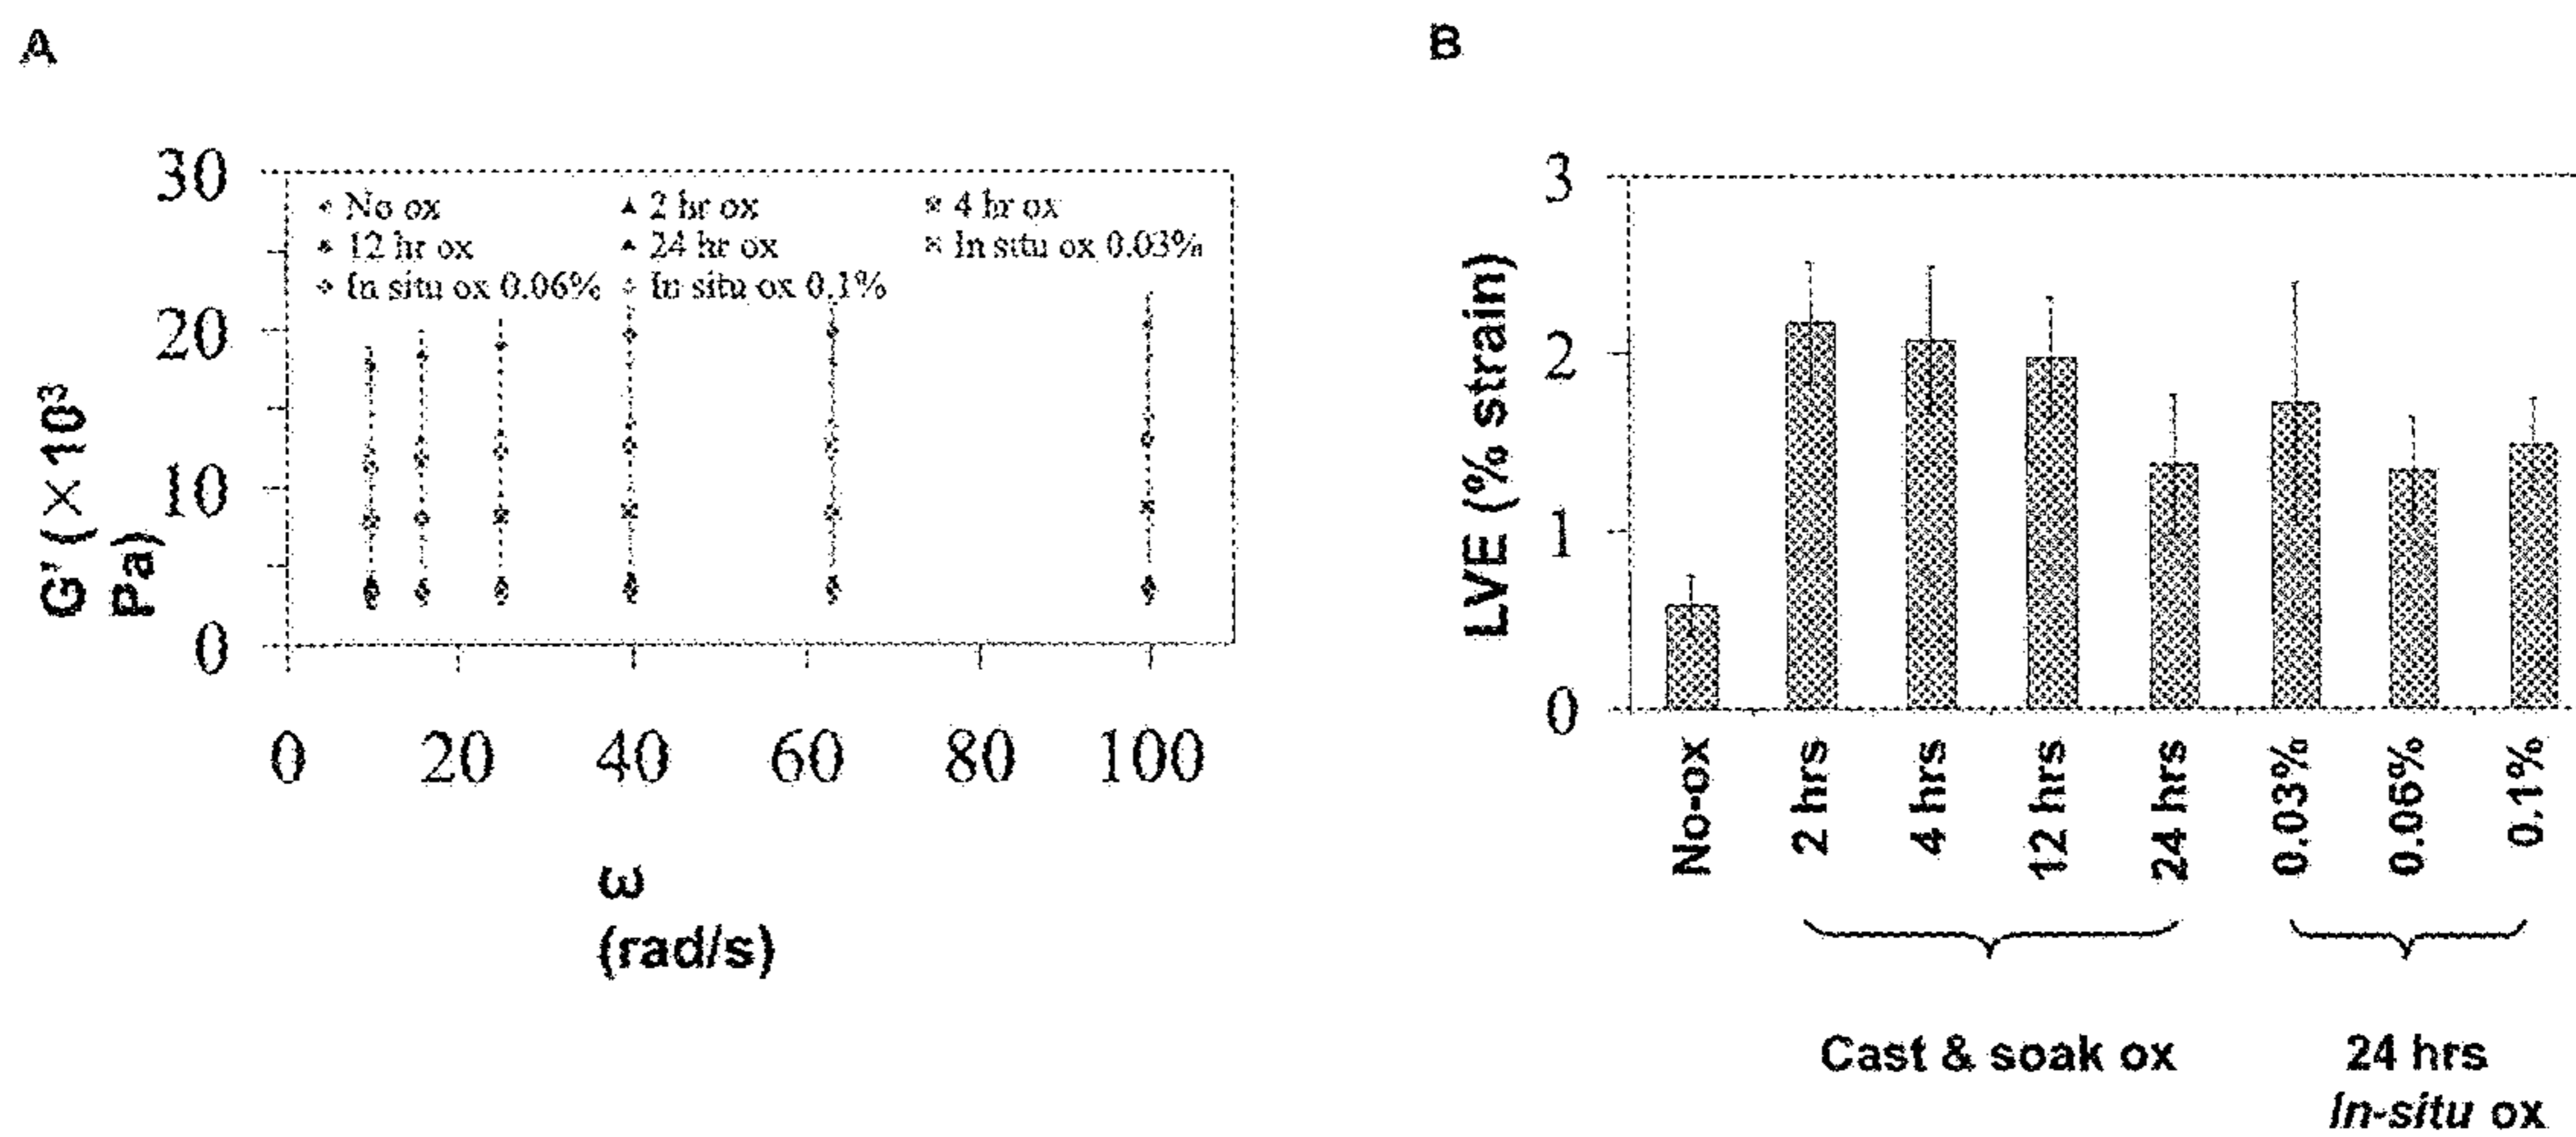 A
B
30
20
10
0
No ox
2 hr ox
4 hr ox
12 hr ox
24 hr ox
In situ ox 0.03%
In situ ox 0.06%
In situ ox 0.1%
G' (×10³
Pa)
0 20 40 60 80 100
ω
(rad/s)
3
2
1
0
LVE (% strain)
No-ox
2 hrs
4 hrs
12 hrs
24 hrs
0.03%
0.06%
0.1%
Cast & soak ox
24 hrs
In-situ ox